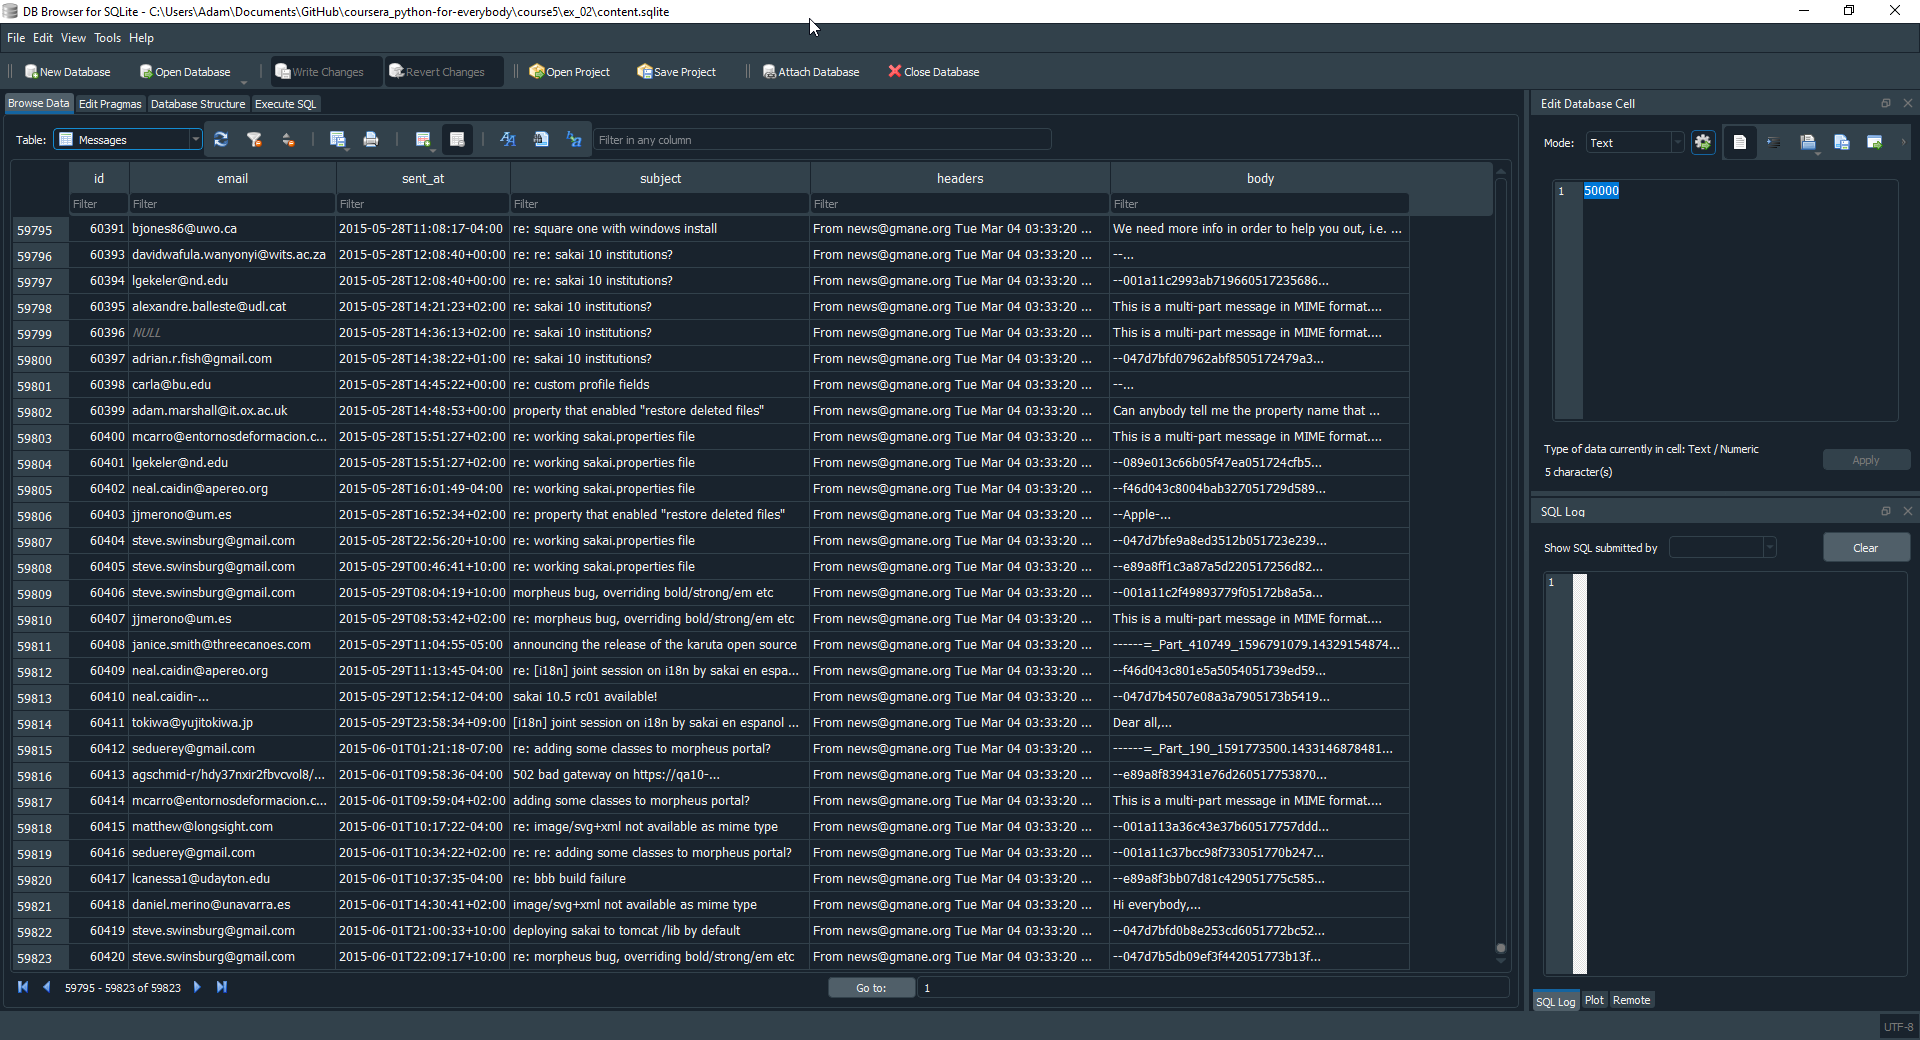 DB Browser for SQLite - C:\Users\Adam\Documents\GitHub\coursera_python-for-everybody\course5\ex_02\content.sqlite
File Edit View Tools Help
New Database Open Database Write Changes Revert Changes Open Project Save Project Attach Database Close Database
Browse Data Edit Pragmas Database Structure Execute SQL
Table: Messages Filter in any column
id email sent_at subject headers body
Filter Filter Filter Filter Filter Filter
59795 60391 bjones86@uwo.ca 2015-05-28T11:08:17-04:00 re: square one with windows install From news@gmane.org Tue Mar 04 03:33:20 ... We need more info in order to help you out, i.e. ...
59796 60393 davidwafula.wanyonyi@wits.ac.za 2015-05-28T12:08:40+00:00 re: re: sakai 10 institutions? From news@gmane.org Tue Mar 04 03:33:20 ... --...
59797 60394 lgekeler@nd.edu 2015-05-28T12:08:40+00:00 re: re: sakai 10 institutions? From news@gmane.org Tue Mar 04 03:33:20 ... --001a11c2993ab719660517235686...
59798 60395 alexandre.balleste@udl.cat 2015-05-28T14:21:23+02:00 re: sakai 10 institutions? From news@gmane.org Tue Mar 04 03:33:20 ... This is a multi-part message in MIME format....
59799 60396 NULL 2015-05-28T14:36:13+02:00 re: sakai 10 institutions? From news@gmane.org Tue Mar 04 03:33:20 ... This is a multi-part message in MIME format....
59800 60397 adrian.r.fish@gmail.com 2015-05-28T14:38:22+01:00 re: sakai 10 institutions? From news@gmane.org Tue Mar 04 03:33:20 ... --047d7bfd07962abf8505172479a3...
59801 60398 carla@bu.edu 2015-05-28T14:45:22+00:00 re: custom profile fields From news@gmane.org Tue Mar 04 03:33:20 ... --...
59802 60399 adam.marshall@it.ox.ac.uk 2015-05-28T14:48:53+00:00 property that enabled "restore deleted files" From news@gmane.org Tue Mar 04 03:33:20 ... Can anybody tell me the property name that ...
59803 60400 mcarro@entornosdeformacion.c... 2015-05-28T15:51:27+02:00 re: working sakai.properties file From news@gmane.org Tue Mar 04 03:33:20 ... This is a multi-part message in MIME format....
59804 60401 lgekeler@nd.edu 2015-05-28T15:51:27+02:00 re: working sakai.properties file From news@gmane.org Tue Mar 04 03:33:20 ... --089e013c66b05f47ea051724cfb5...
59805 60402 neal.caidin@apereo.org 2015-05-28T16:01:49-04:00 re: working sakai.properties file From news@gmane.org Tue Mar 04 03:33:20 ... --f46d043c8004bab327051729d589...
59806 60403 jjmerono@um.es 2015-05-28T16:52:34+02:00 re: property that enabled "restore deleted files" From news@gmane.org Tue Mar 04 03:33:20 ... --Apple-...
59807 60404 steve.swinsburg@gmail.com 2015-05-28T22:56:20+10:00 re: working sakai.properties file From news@gmane.org Tue Mar 04 03:33:20 ... --047d7bfe9a8ed3512b051723e239...
59808 60405 steve.swinsburg@gmail.com 2015-05-29T00:46:41+10:00 re: working sakai.properties file From news@gmane.org Tue Mar 04 03:33:20 ... --e89a8ff1c3a87a5d220517256d82...
59809 60406 steve.swinsburg@gmail.com 2015-05-29T08:04:19+10:00 morpheus bug, overriding bold/strong/em etc From news@gmane.org Tue Mar 04 03:33:20 ... --001a11c2f49893779f05172b8a5a...
59810 60407 jjmerono@um.es 2015-05-29T08:53:42+02:00 re: morpheus bug, overriding bold/strong/em etc From news@gmane.org Tue Mar 04 03:33:20 ... This is a multi-part message in MIME format....
59811 60408 janice.smith@threecanoes.com 2015-05-29T11:04:55-05:00 announcing the release of the karuta open source From news@gmane.org Tue Mar 04 03:33:20 ... ------=_Part_410749_1596791079.14329154874...
59812 60409 neal.caidin@apereo.org 2015-05-29T11:13:45-04:00 re: [i18n] joint session on i18n by sakai en espa... From news@gmane.org Tue Mar 04 03:33:20 ... --f46d043c801e5a5054051739ed59...
59813 60410 neal.caidin-... 2015-05-29T12:54:12-04:00 sakai 10.5 rc01 available! From news@gmane.org Tue Mar 04 03:33:20 ... --047d7b4507e08a3a7905173b5419...
59814 60411 tokiwa@yujitokiwa.jp 2015-05-29T23:58:34+09:00 [i18n] joint session on i18n by sakai en espanol ... From news@gmane.org Tue Mar 04 03:33:20 ... Dear all,...
59815 60412 seduerey@gmail.com 2015-06-01T01:21:18-07:00 re: adding some classes to morpheus portal? From news@gmane.org Tue Mar 04 03:33:20 ... ------=_Part_190_1591773500.1433146878481...
59816 60413 agschmid-r/hdy37nxir2fbvcvol8/... 2015-06-01T09:58:36-04:00 502 bad gateway on https://qa10-... From news@gmane.org Tue Mar 04 03:33:20 ... --e89a8f839431e76d260517753870...
59817 60414 mcarro@entornosdeformacion.c... 2015-06-01T09:59:04+02:00 adding some classes to morpheus portal? From news@gmane.org Tue Mar 04 03:33:20 ... This is a multi-part message in MIME format....
59818 60415 matthew@longsight.com 2015-06-01T10:17:22-04:00 re: image/svg+xml not available as mime type From news@gmane.org Tue Mar 04 03:33:20 ... --001a113a36c43e37b60517757ddd...
59819 60416 seduerey@gmail.com 2015-06-01T10:34:22+02:00 re: re: adding some classes to morpheus portal? From news@gmane.org Tue Mar 04 03:33:20 ... --001a11c37bcc98f733051770b247...
59820 60417 lcanessa1@udayton.edu 2015-06-01T10:37:35-04:00 re: bbb build failure From news@gmane.org Tue Mar 04 03:33:20 ... --e89a8f3bb07d81c429051775c585...
59821 60418 daniel.merino@unavarra.es 2015-06-01T14:30:41+02:00 image/svg+xml not available as mime type From news@gmane.org Tue Mar 04 03:33:20 ... Hi everybody,...
59822 60419 steve.swinsburg@gmail.com 2015-06-01T21:00:33+10:00 deploying sakai to tomcat /lib by default From news@gmane.org Tue Mar 04 03:33:20 ... --047d7bfd0b8e253cd6051772bc52...
59823 60420 steve.swinsburg@gmail.com 2015-06-01T22:09:17+10:00 re: morpheus bug, overriding bold/strong/em etc From news@gmane.org Tue Mar 04 03:33:20 ... --047d7b5db09ef3f442051773b13f...
59795 - 59823 of 59823 Go to: 1
Edit Database Cell
Mode: Text
1 50000
Type of data currently in cell: Text / Numeric
5 character(s)
Apply
SQL Log
Show SQL submitted by Clear
1
SQL Log Plot Remote
UTF-8